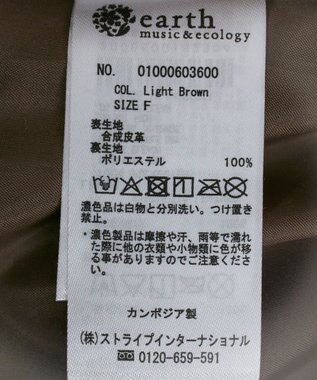 earth
music&ecology
NO. 01000603600
COL. Light Brown
SIZE F
表生地
合成皮革
裏生地
ポリエステル 100%
濃色品は白物と分別洗い。つけ置き
禁止。
・濃色製品は摩擦や汗、雨等で濡れ
た際に他の衣類や小物類に色が移
る事がありますのでご注意くださ
い。
カンボジア製
(株)ストライプインターナショナル
0120-659-591